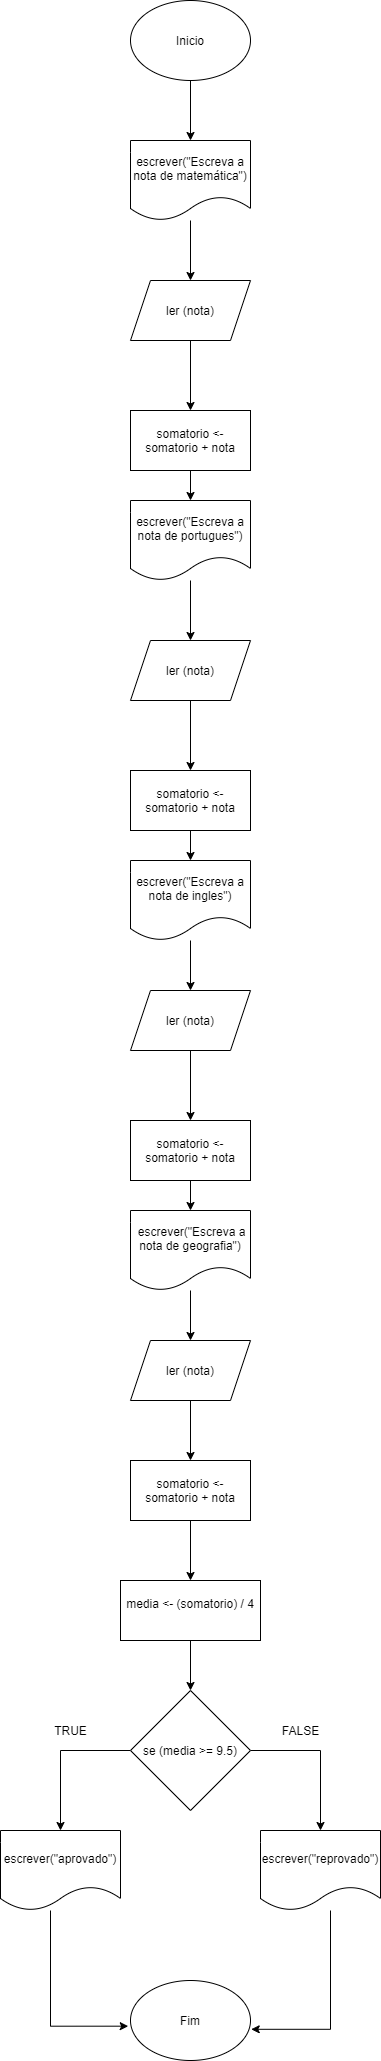 Inicio
escrever("Escreva a
nota de matemática")
ler (nota)
somatorio <-
somatorio + nota
escrever("Escreva a
nota de portugues")
ler (nota)
somatorio <-
somatorio + nota
escrever("Escreva a
nota de ingles")
ler (nota)
somatorio <-
somatorio + nota
escrever("Escreva a
nota de geografia")
ler (nota)
somatorio <-
somatorio + nota
media <- (somatorio) / 4
se (media >= 9.5)
TRUE
FALSE
escrever("aprovado")
escrever("reprovado")
Fim